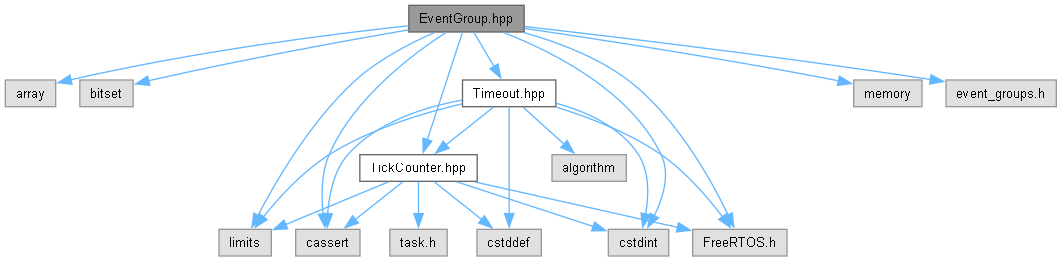 EventGroup.hpp
array
bitset
Timeout.hpp
memory
event_groups.h
TickCounter.hpp
algorithm
limits
cassert
task.h
cstddef
cstdint
FreeRTOS.h